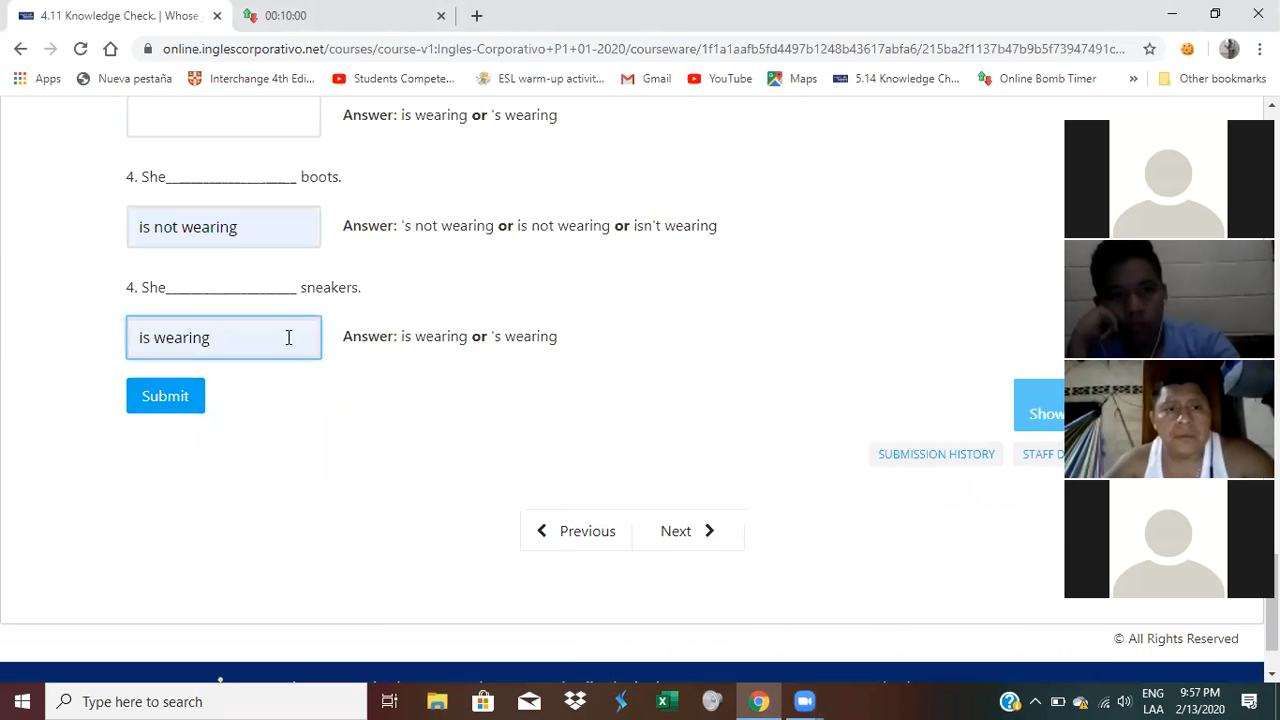 4.11 Knowledge Check. | Whose
00:10:00
online.inglescorporativo.net/courses/course-v1:Ingles-Corporativo+P1+01-2020/courseware/1f1a1aafb5fd4497b1248b43617abfa6/215ba2f1137b47b9b5f73947491c...
Apps
Nueva pestaña
Interchange 4th Edi...
Students Compete...
ESL warm-up activit...
Gmail
YouTube
Maps
5.14 Knowledge Ch...
Online Bomb Timer
»
Other bookmarks
Answer: is wearing or 's wearing
4. She____________________ boots.
is not wearing
Answer: 's not wearing or is not wearing or isn't wearing
4. She____________________ sneakers.
is wearing
Answer: is wearing or 's wearing
Submit
Show
SUBMISSION HISTORY
STAFF D
Previous
Next
© All Rights Reserved
Type here to search
ENG
LAA
9:57 PM
2/13/2020